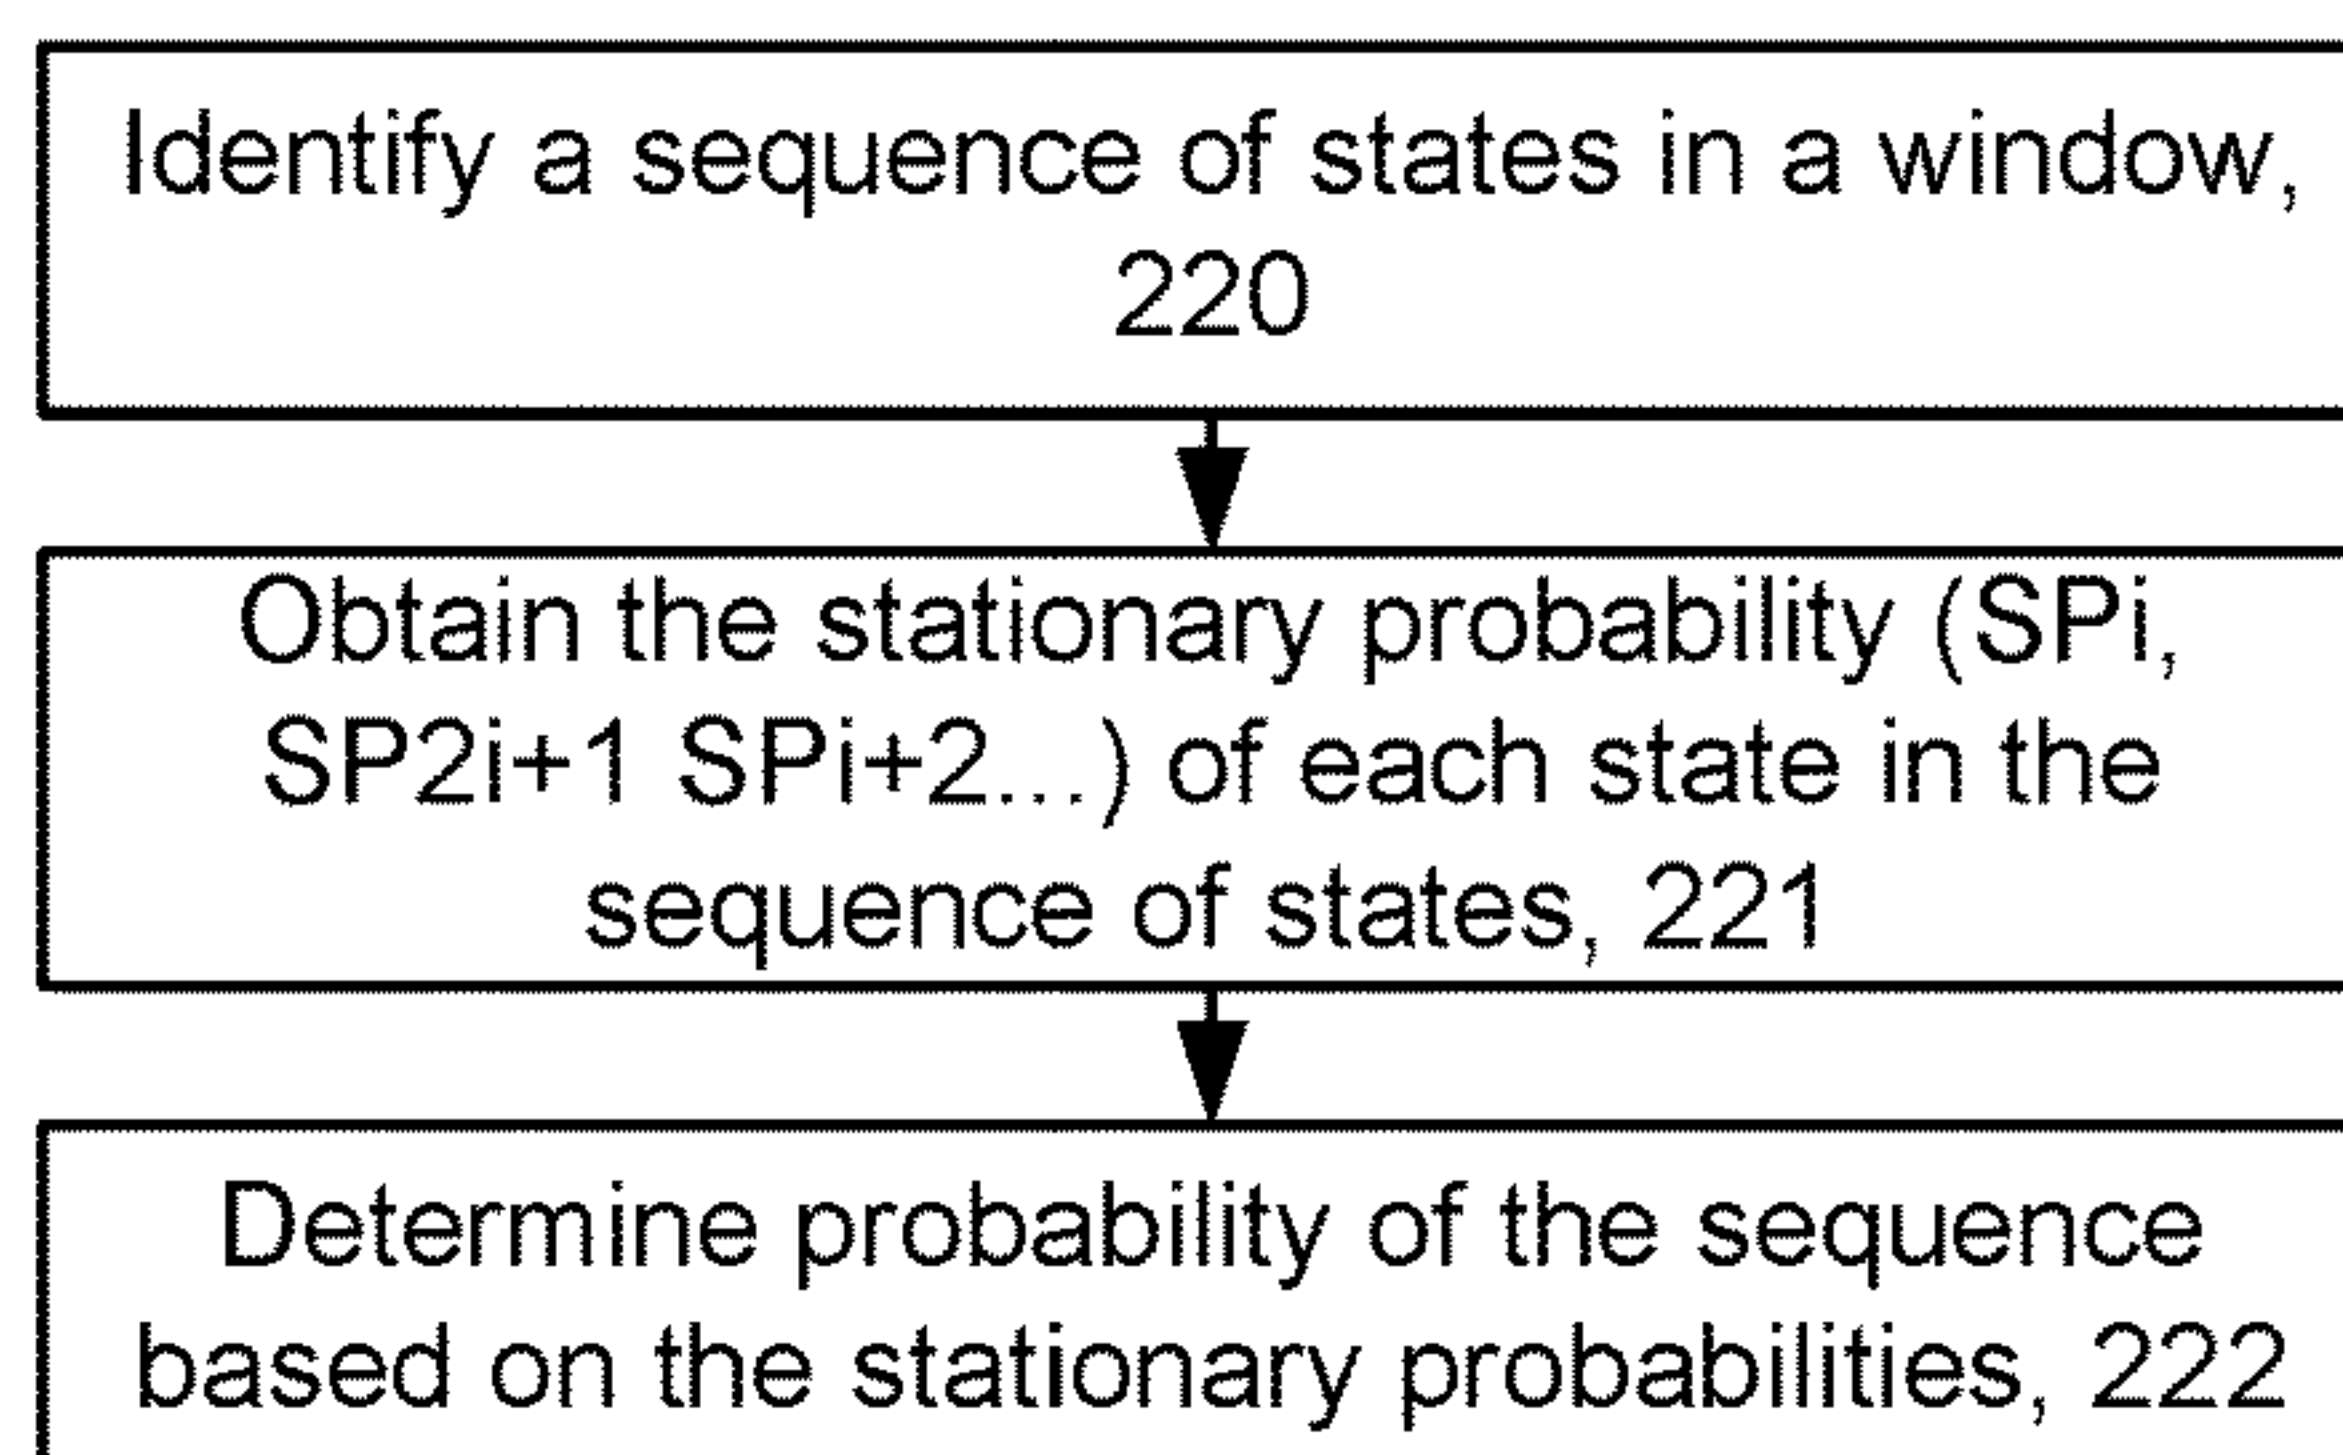 Identify a sequence of states in a window,
220
Obtain the stationary probability (SPi,
SP2i+1 SPi+2...) of each state in the
sequence of states, 221
Determine probability of the sequence
based on the stationary probabilities, 222